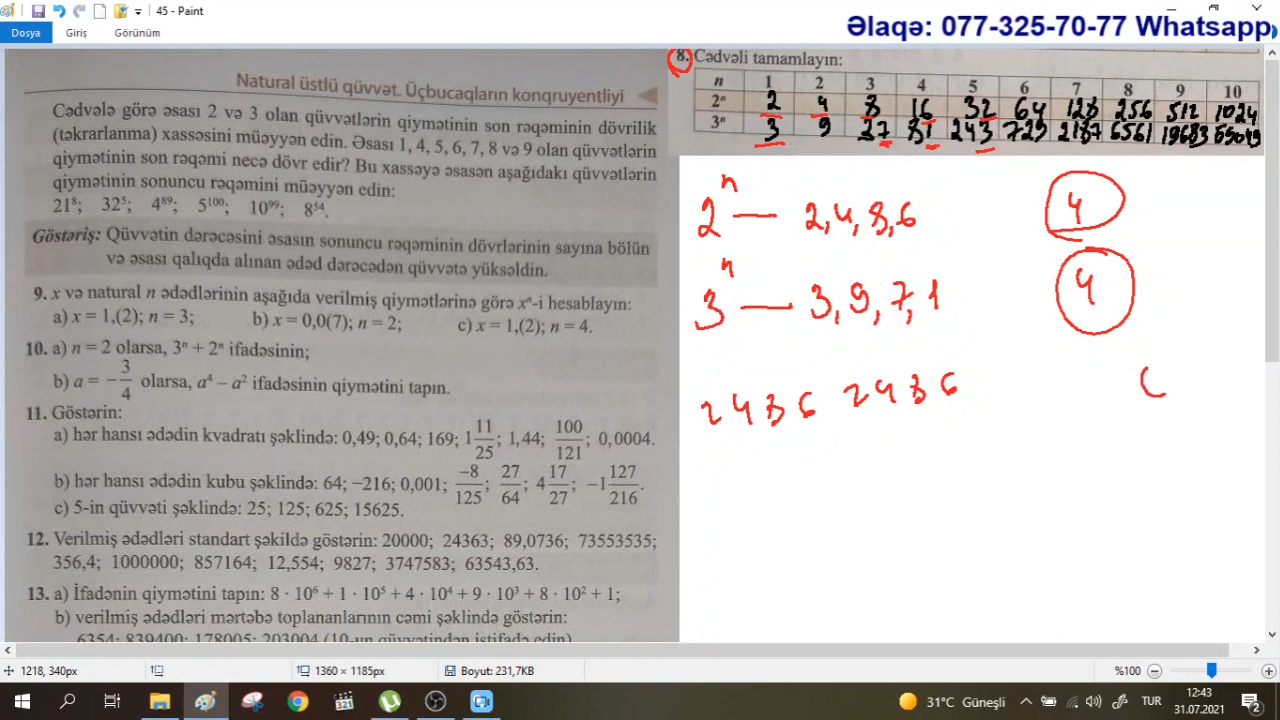 45 - Paint
Əlaqə: 077-325-70-77 Whatsapp
Dosya Giriş Görünüm
Natural üstlü qüvvət. Üçbucaqların konqruyentliyi
Cədvələ görə əsası 2 və 3 olan qüvvətlərin qiymətinin son rəqəminin dövrilik
(təkrarlanma) xassəsini müəyyən edin. Əsası 1, 4, 5, 6, 7, 8 və 9 olan qüvvətlərin
qiymətinin son rəqəmi necə dövr edir? Bu xassəyə əsasən aşağıdakı qüvvətlərin
qiymətinin sonuncu rəqəmini müəyyən edin:
21⁸; 32⁵; 4⁸⁹; 5¹⁰⁰; 10⁹⁹; 8⁵⁴.
Göstəriş: Qüvvətin dərəcəsini əsasın sonuncu rəqəminin dövrlərinin sayına bölün
və əsası qalıqda alınan ədəd dərəcədən qüvvətə yüksəldin.
9. x və natural n ədədlərinin aşağıda verilmiş qiymətlərinə görə xⁿ-i hesablayın:
a) x = 1,(2); n = 3; b) x = 0,0(7); n = 2; c) x = 1,(2); n = 4.
10. a) n = 2 olarsa, 3ⁿ + 2ⁿ ifadəsinin;
b) a = −3/4 olarsa, a⁴ − a² ifadəsinin qiymətini tapın.
11. Göstərin:
a) hər hansı ədədin kvadratı şəklində: 0,49; 0,64; 169; 1 11/25; 1,44; 100/121; 0,0004.
b) hər hansı ədədin kubu şəklində: 64; −216; 0,001; −8/125; 27/64; 4 17/27; −1 127/216.
c) 5-in qüvvəti şəklində: 25; 125; 625; 15625.
12. Verilmiş ədədləri standart şəkildə göstərin: 20000; 24363; 89,0736; 73553535;
356,4; 1000000; 857164; 12,554; 9827; 3747583; 63543,63.
13. a) İfadənin qiymətini tapın: 8 · 10⁶ + 1 · 10⁵ + 4 · 10⁴ + 9 · 10³ + 8 · 10² + 1;
b) verilmiş ədədləri mərtəbə toplananlarının cəmi şəklində göstərin:
6354; 839400; 178005; 203004 (10-un qüvvətindən istifadə edin)
8. Cədvəli tamamlayın:
n 1 2 3 4 5 6 7 8 9 10
2ⁿ 2 4 8 16 32 64 128 256 512 1024
3ⁿ 3 9 27 81 243 729 2187 6561 19683
2ⁿ — 2,4,8,6 4
3ⁿ — 3,9,7,1 4
2 4 8 6 2 4 8 6
1218, 340px 1360 × 1185px Boyut: 231,7KB %100
31°C Güneşli TUR 12:43
31.07.2021 2